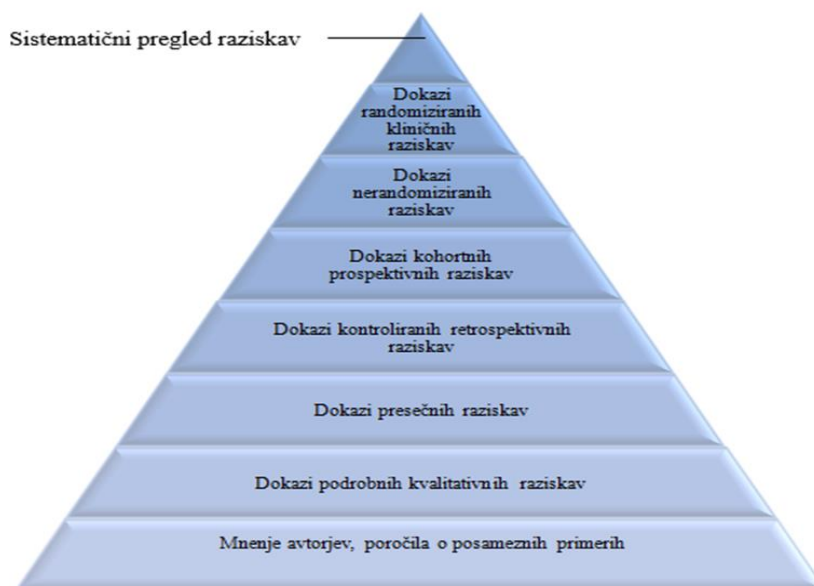 Sistematični pregled raziskav
Dokazi
randomiziranih
kliničnih
raziskav
Dokazi
nerandomiziranih
raziskav
Dokazi kohortnih
prospektivnih raziskav
Dokazi kontroliranih retrospektivnih
raziskav
Dokazi presečnih raziskav
Dokazi podrobnih kvalitativnih raziskav
Mnenje avtorjev, poročila o posameznih primerih